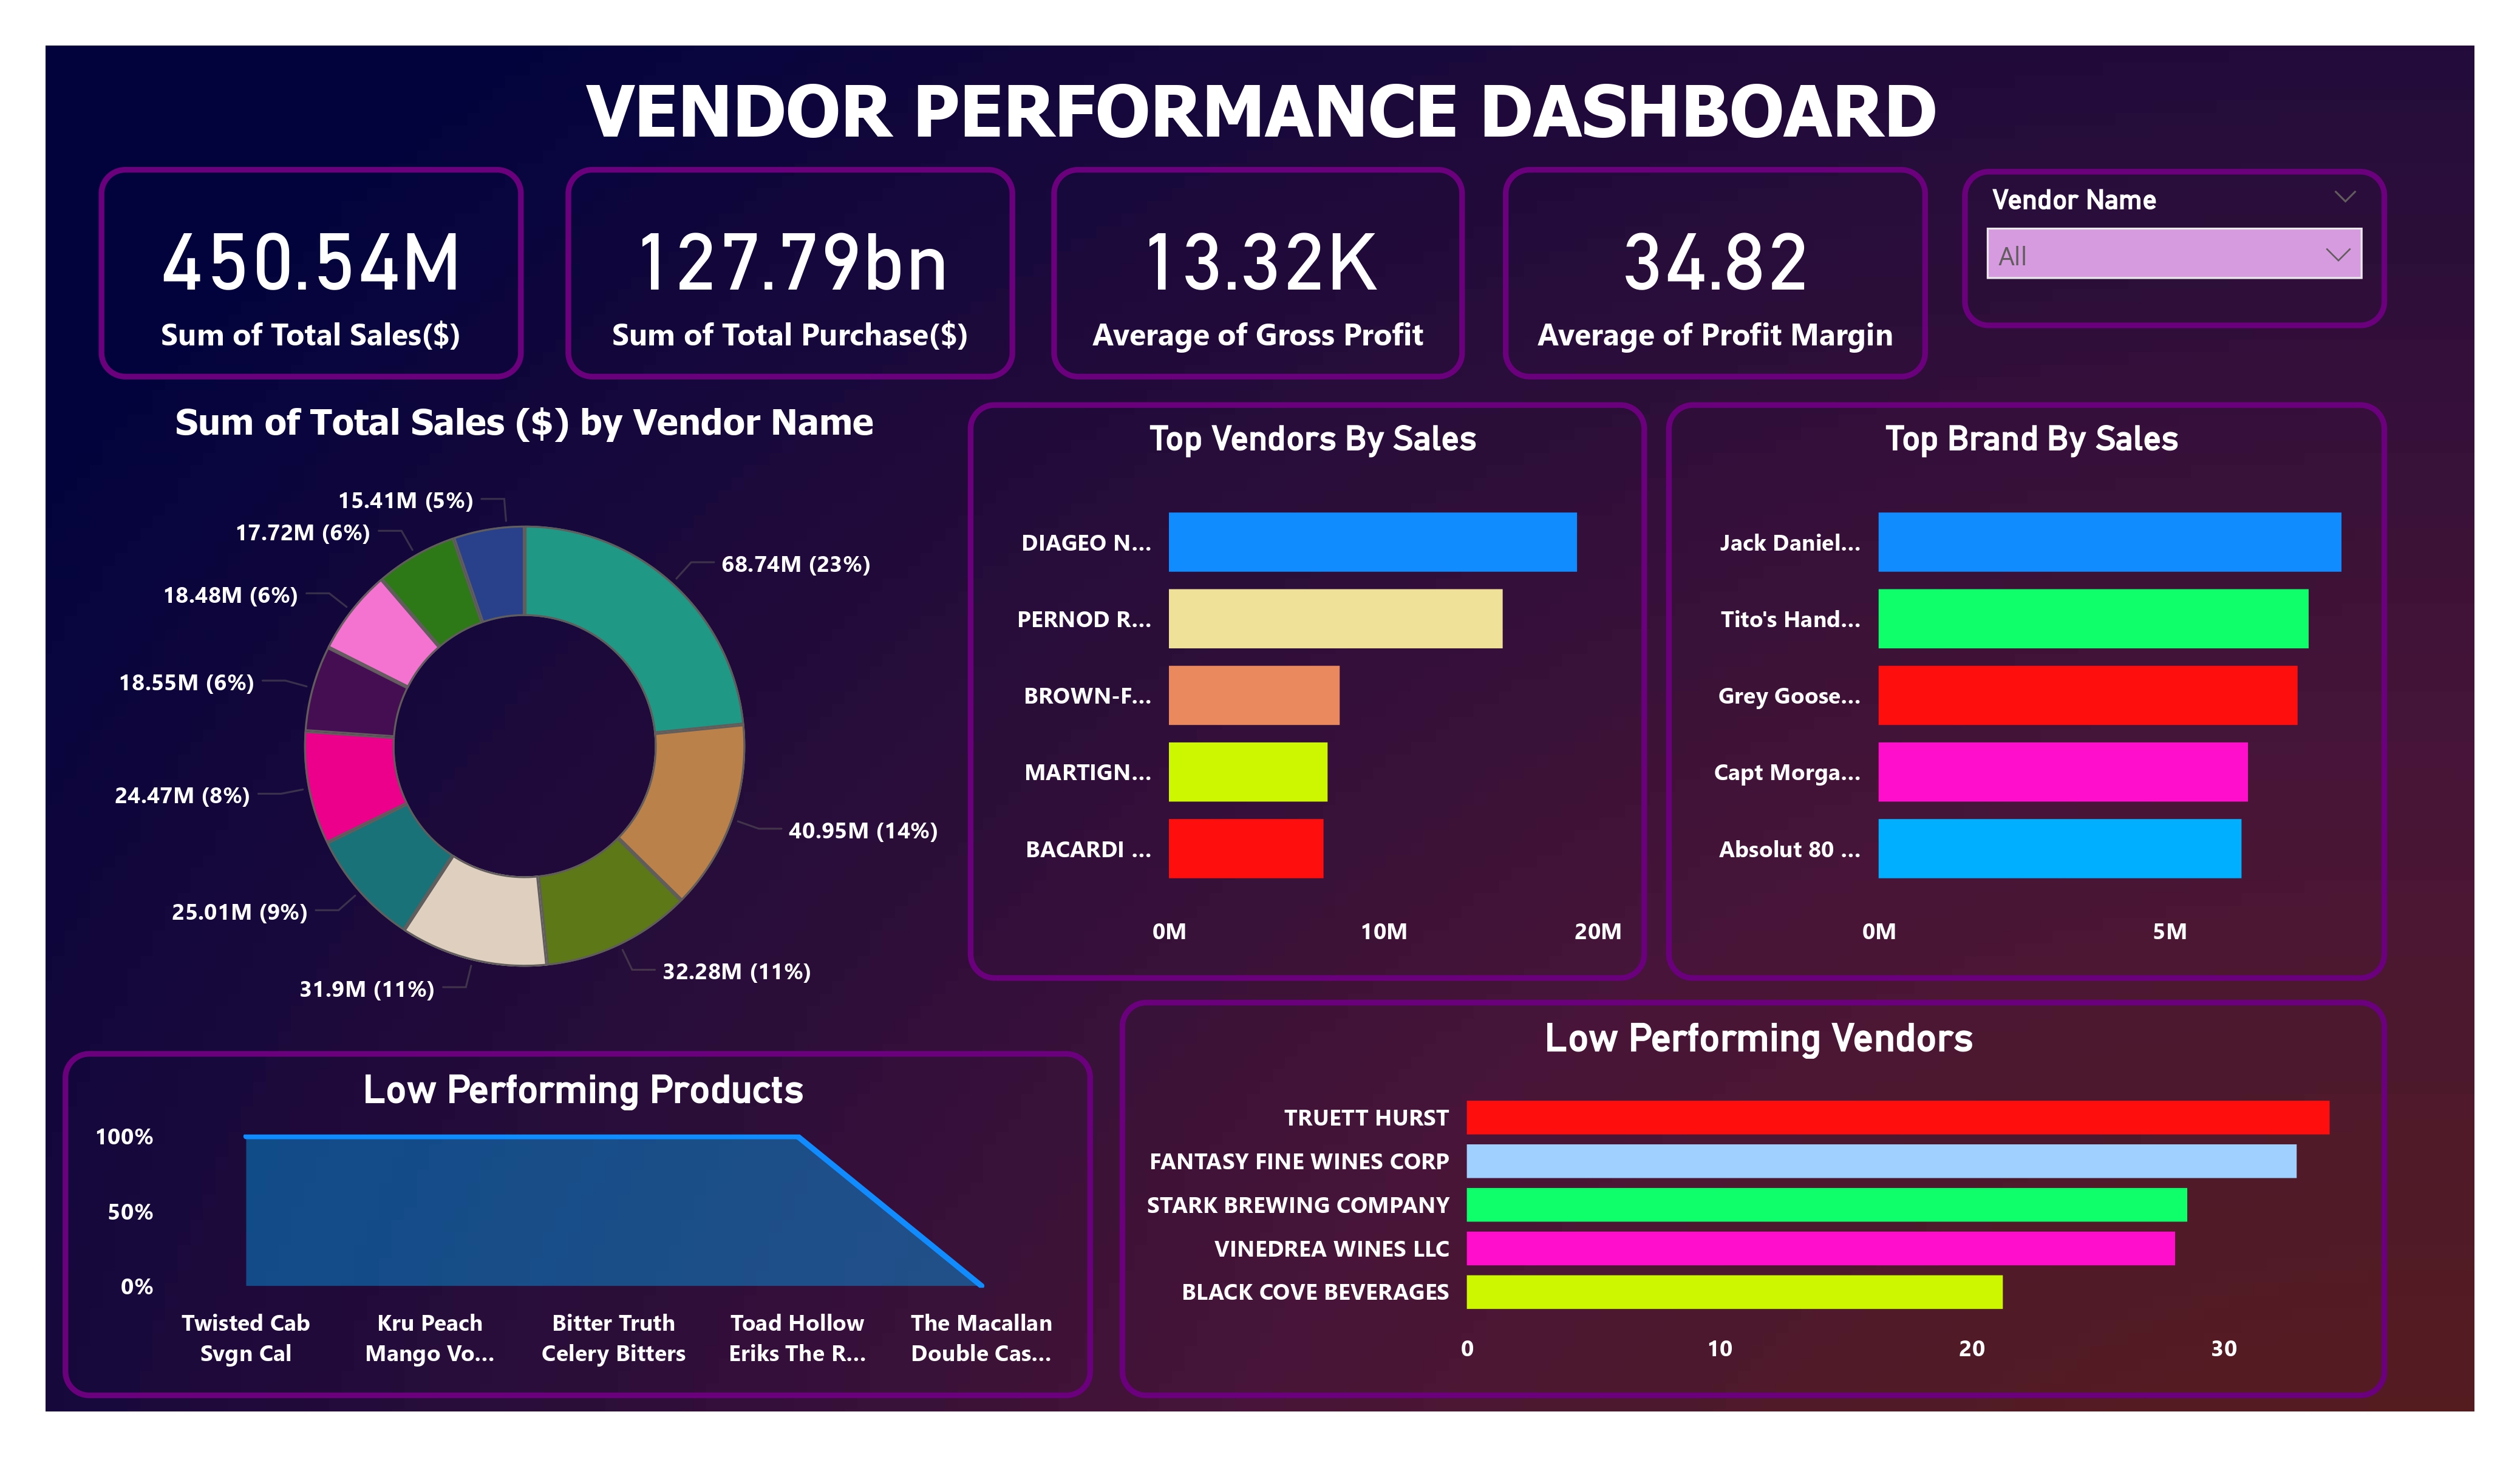 VENDOR PERFORMANCE DASHBOARD
450.54M
Sum of Total Sales($)
127.79bn
Sum of Total Purchase($)
13.32K
Average of Gross Profit
34.82
Average of Profit Margin
Vendor Name
All
Sum of Total Sales ($) by Vendor Name
15.41M (5%)
17.72M (6%)
68.74M (23%)
18.48M (6%)
18.55M (6%)
24.47M (8%)
40.95M (14%)
25.01M (9%)
32.28M (11%)
31.9M (11%)
Top Vendors By Sales
DIAGEO N...
PERNOD R...
BROWN-F...
MARTIGN...
BACARDI ...
0M 10M 20M
Top Brand By Sales
Jack Daniel...
Tito's Hand...
Grey Goose...
Capt Morga...
Absolut 80 ...
0M 5M
Low Performing Products
100%
50%
0%
Twisted Cab
Svgn Cal
Kru Peach
Mango Vo...
Bitter Truth
Celery Bitters
Toad Hollow
Eriks The R...
The Macallan
Double Cas...
Low Performing Vendors
TRUETT HURST
FANTASY FINE WINES CORP
STARK BREWING COMPANY
VINEDREA WINES LLC
BLACK COVE BEVERAGES
0 10 20 30